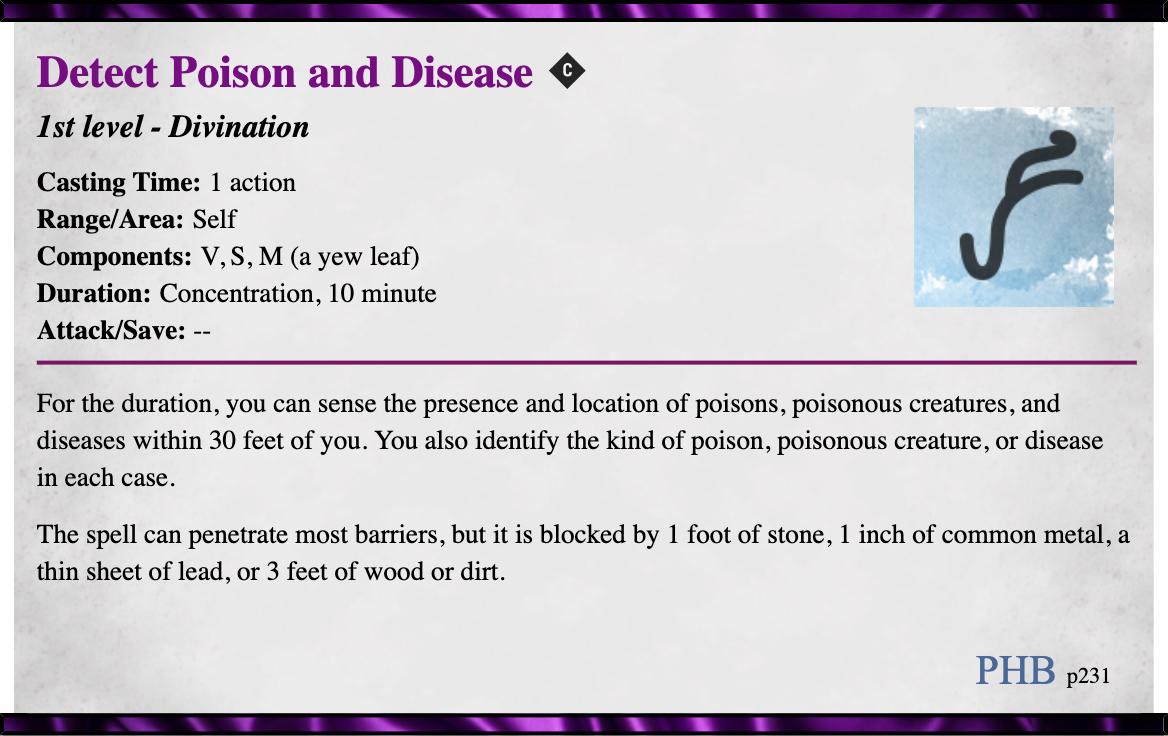 Detect Poison and Disease C
1st level - Divination
Casting Time: 1 action
Range/Area: Self
Components: V, S, M (a yew leaf)
Duration: Concentration, 10 minute
Attack/Save: --
For the duration, you can sense the presence and location of poisons, poisonous creatures, and
diseases within 30 feet of you. You also identify the kind of poison, poisonous creature, or disease
in each case.
The spell can penetrate most barriers, but it is blocked by 1 foot of stone, 1 inch of common metal, a
thin sheet of lead, or 3 feet of wood or dirt.
PHB p231